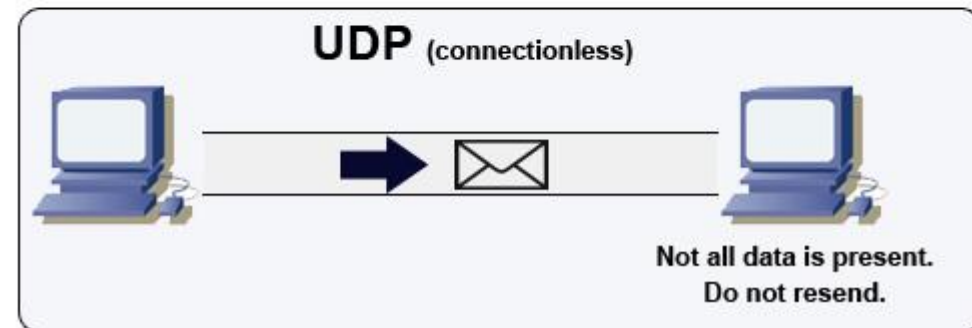 UDP (connectionless)
Not all data is present.
Do not resend.